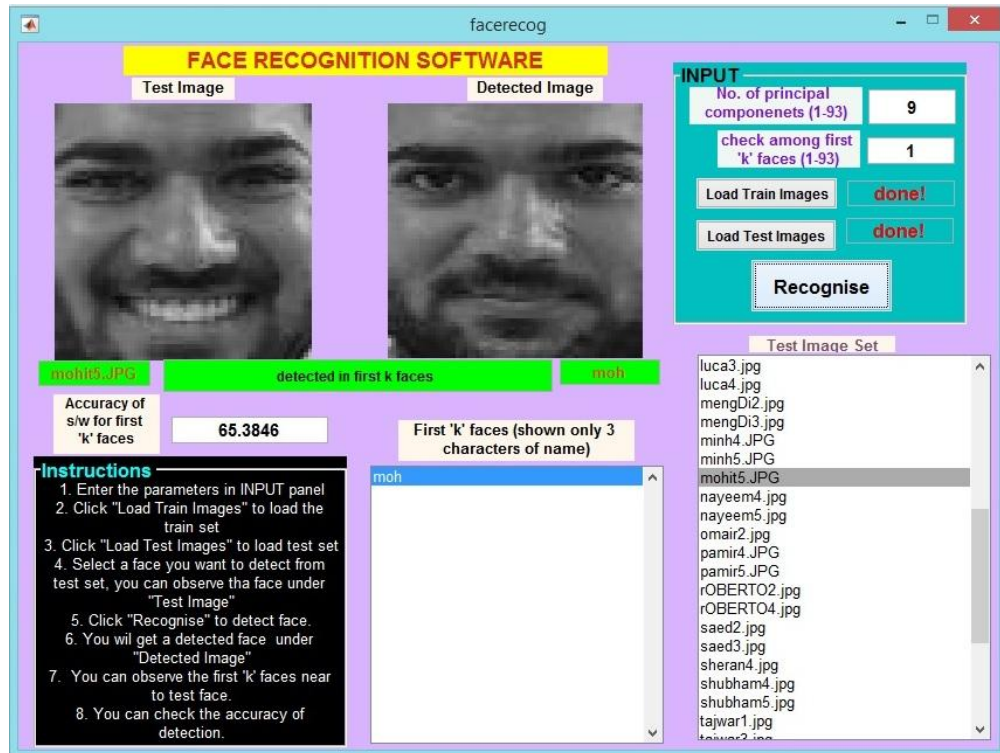 facerecog
FACE RECOGNITION SOFTWARE
Test Image
Detected Image
mohit5.JPG
detected in first k faces
moh
Accuracy of
s/w for first
'k' faces
65.3846
First 'k' faces (shown only 3
characters of name)
moh
Instructions
1. Enter the parameters in INPUT panel
2. Click "Load Train Images" to load the
train set
3. Click "Load Test Images" to load test set
4. Select a face you want to detect from
test set, you can observe tha face under
"Test Image"
5. Click "Recognise" to detect face.
6. You wil get a detected face under
"Detected Image"
7. You can observe the first 'k' faces near
to test face.
8. You can check the accuracy of
detection.
INPUT
No. of principal
componenets (1-93)
9
check among first
'k' faces (1-93)
1
Load Train Images
done!
Load Test Images
done!
Recognise
Test Image Set
luca3.jpg
luca4.jpg
mengDi2.jpg
mengDi3.jpg
minh4.JPG
minh5.JPG
mohit5.JPG
nayeem4.jpg
nayeem5.jpg
omair2.jpg
pamir4.JPG
pamir5.JPG
rOBERTO2.jpg
rOBERTO4.jpg
saed2.jpg
saed3.jpg
sheran4.jpg
shubham4.jpg
shubham5.jpg
tajwar1.jpg
tajwar3.jpg